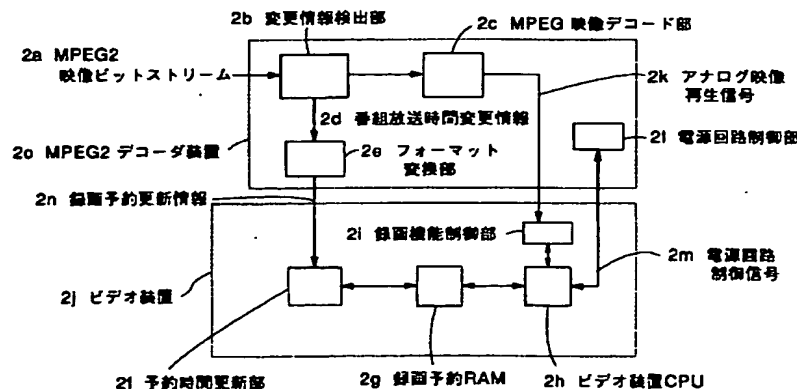 2b 変更情報検出部
2c MPEG 映像デコード部
2a MPEG2
映像ビットストリーム
2k アナログ映像
再生信号
2d 番組放送時間変更情報
2l 電源回路制御部
2o MPEG2 デコーダ装置
2e フォーマット
変換部
2n 録画予約更新情報
2i 録画機能制御部
2m 電源回路
制御信号
2j ビデオ装置
2f 予約時間更新部
2g 録画予約RAM
2h ビデオ装置CPU